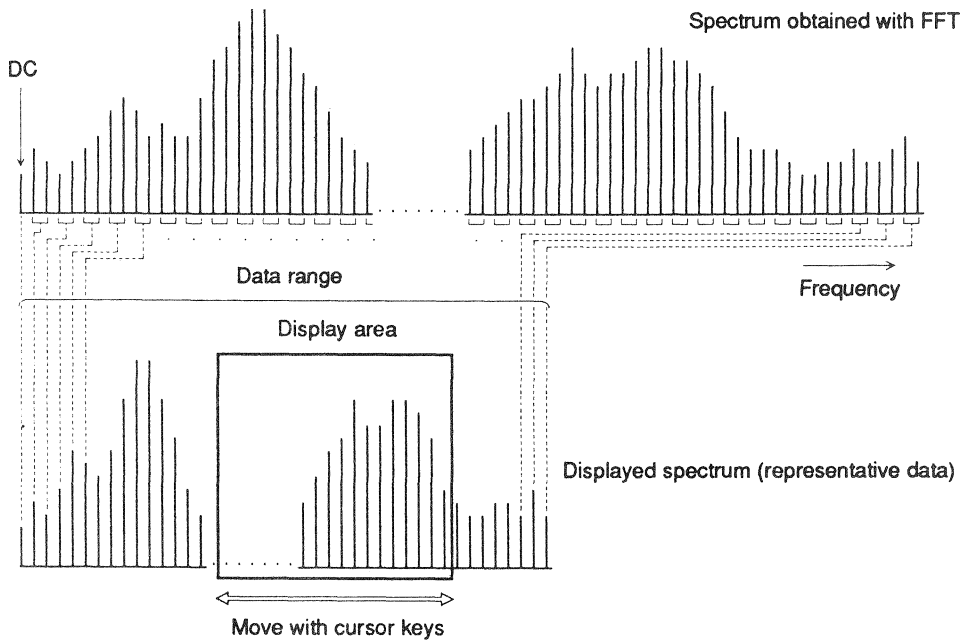 Spectrum obtained with FFT
DC
Data range
Frequency
Display area
Displayed spectrum (representative data)
Move with cursor keys